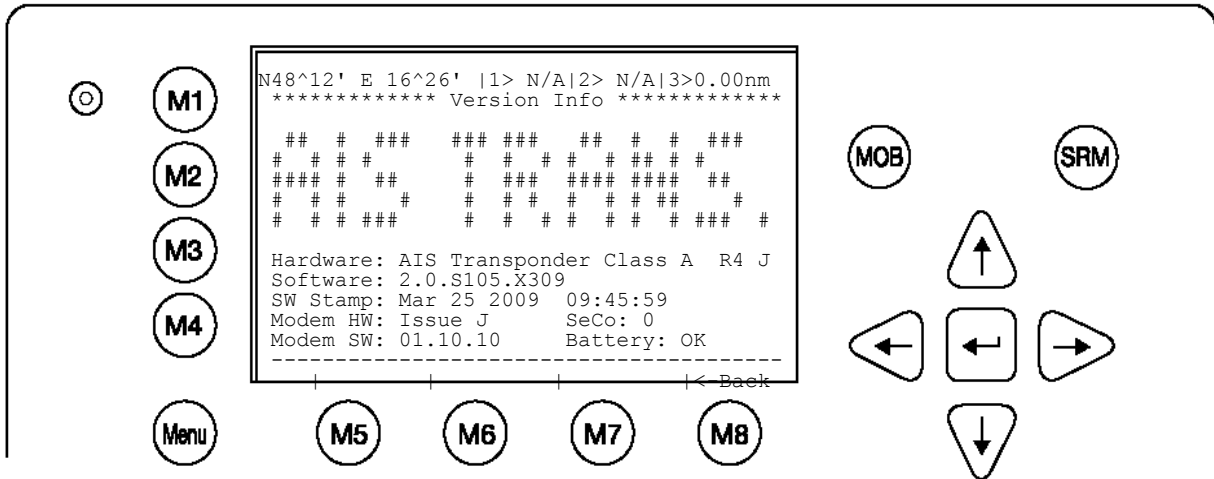 N48^12' E 16^26' |1> N/A|2> N/A|3>0.00nm
************* Version Info *************
AIS TRANS.
Hardware: AIS Transponder Class A R4 J
Software: 2.0.S105.X309
SW Stamp: Mar 25 2009 09:45:59
Modem HW: Issue J SeCo: 0
Modem SW: 01.10.10 Battery: OK
----------------------------------------
| | | |<-Back
M1
M2
M3
M4
Menu
M5
M6
M7
M8
MOB
SRM